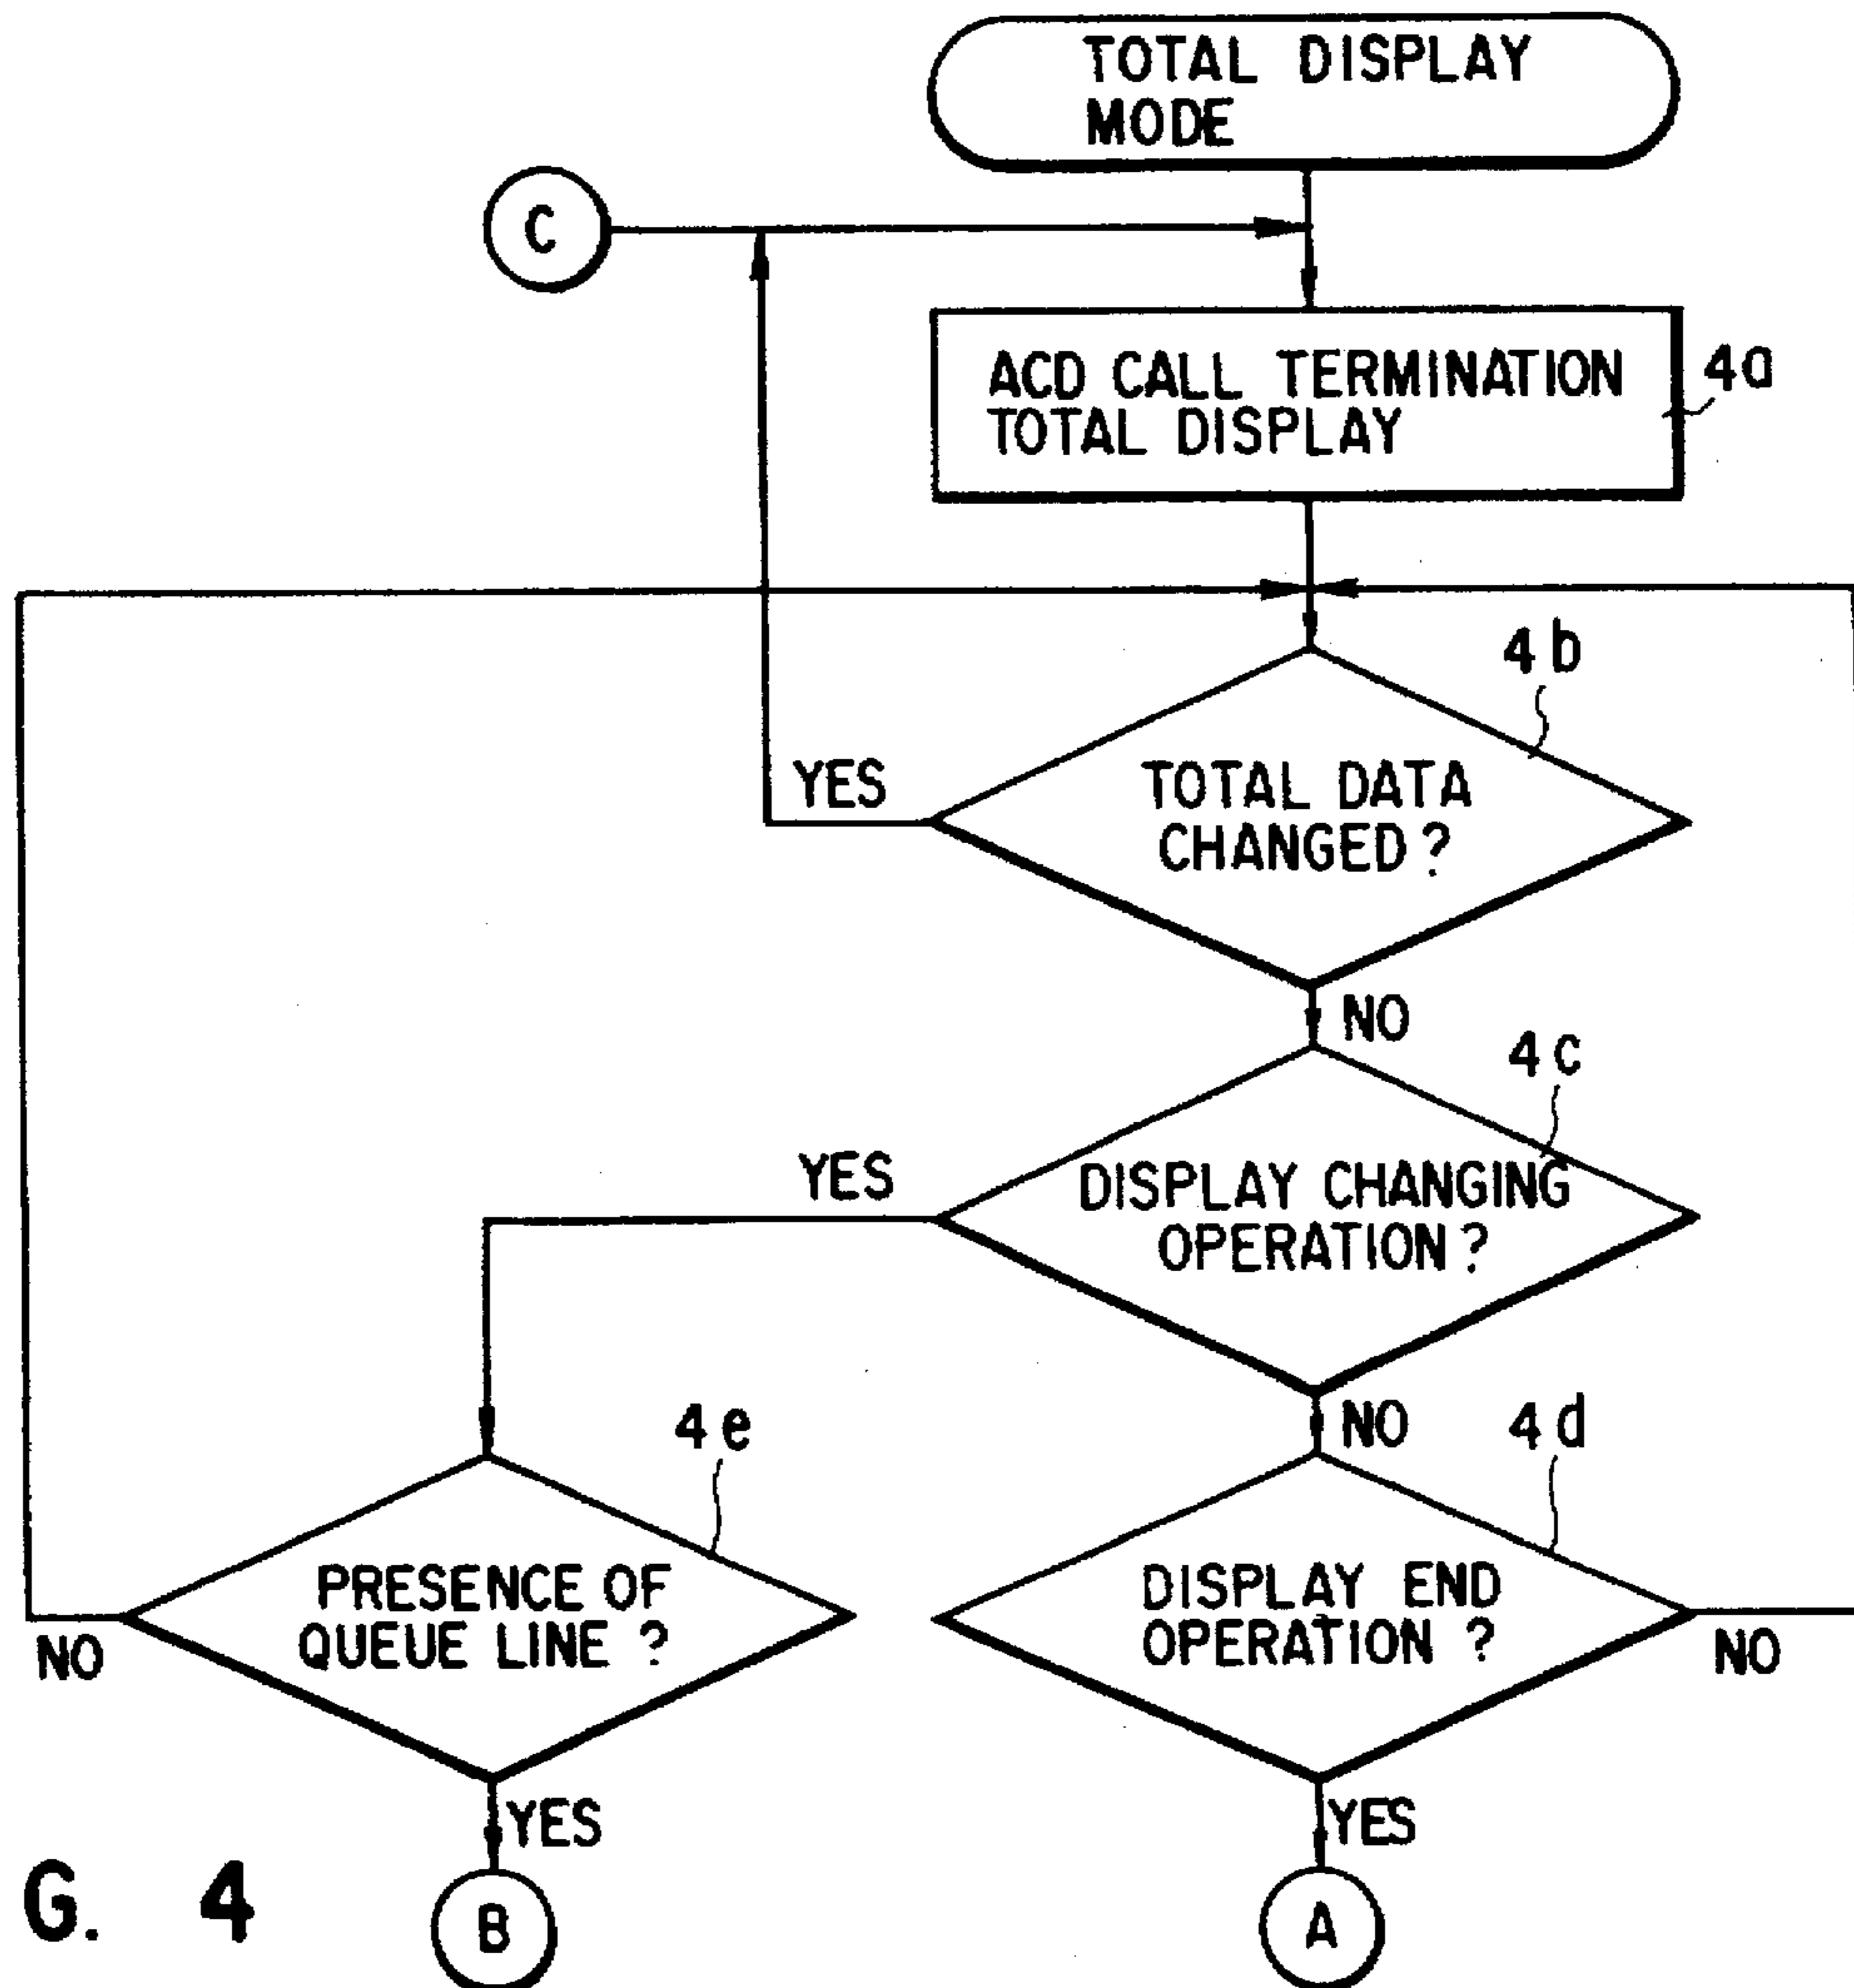 TOTAL DISPLAY
MODE
C
ACD CALL TERMINATION
TOTAL DISPLAY
4a
4b
YES
TOTAL DATA
CHANGED?
NO
4c
YES
DISPLAY CHANGING
OPERATION?
4e
NO
4d
PRESENCE OF
QUEUE LINE ?
DISPLAY END
OPERATION ?
NO
NO
YES
YES
G. 4
B
A